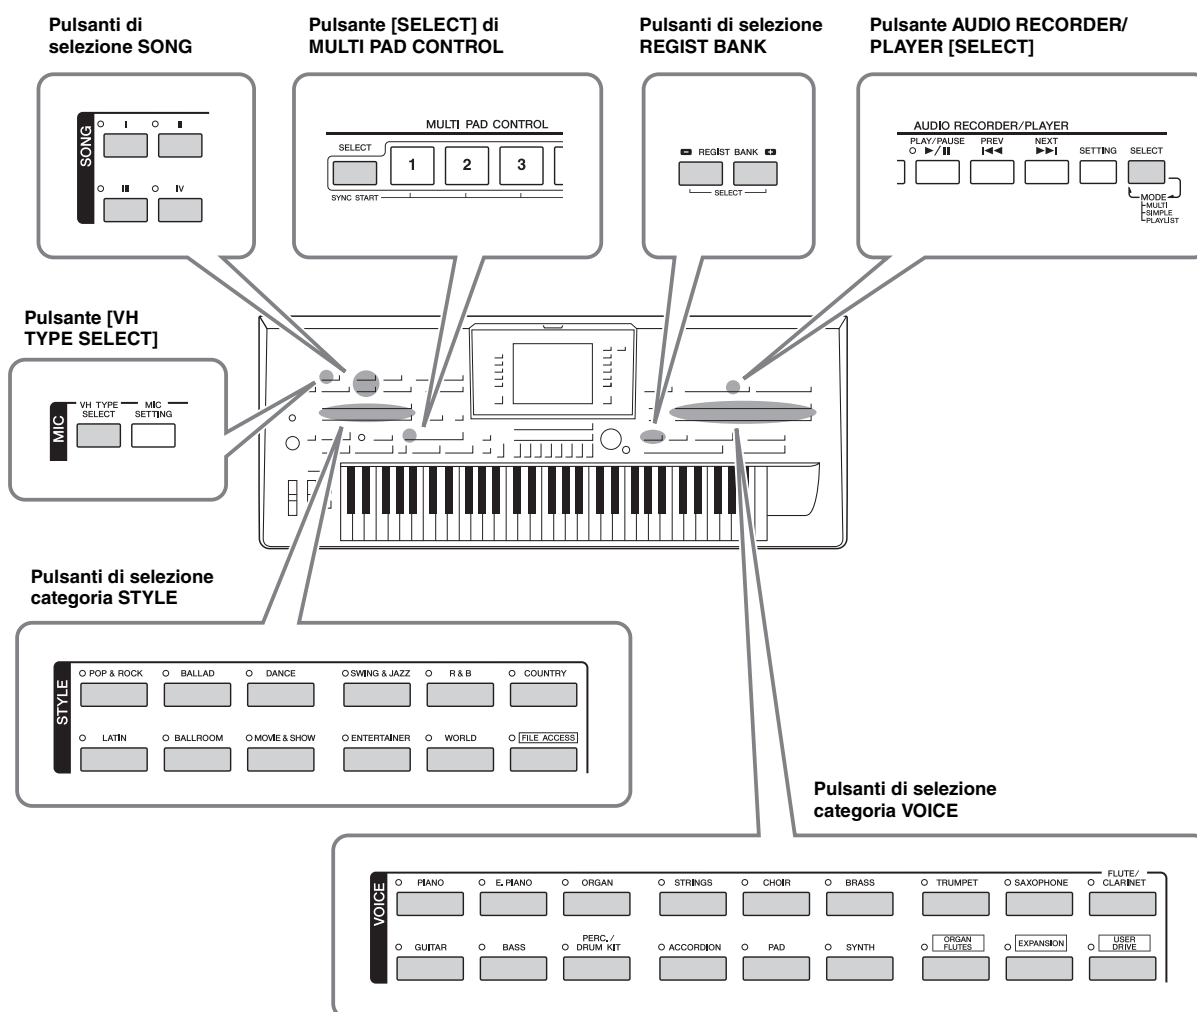 Pulsanti di
selezione SONG
Pulsante [SELECT] di
MULTI PAD CONTROL
Pulsanti di selezione
REGIST BANK
Pulsante AUDIO RECORDER/
PLAYER [SELECT]
SONG
I
II
III
IV
MULTI PAD CONTROL
SELECT
1
2
3
SYNC START
REGIST BANK
SELECT
AUDIO RECORDER/PLAYER
PLAY/PAUSE
PREV
NEXT
SETTING
SELECT
MODE
MULTI
SIMPLE
PLAYLIST
Pulsante [VH
TYPE SELECT]
MIC
VH TYPE
SELECT
MIC
SETTING
Pulsanti di selezione
categoria STYLE
STYLE
POP & ROCK
BALLAD
DANCE
SWING & JAZZ
R & B
COUNTRY
LATIN
BALLROOM
MOVIE & SHOW
ENTERTAINER
WORLD
FILE ACCESS
Pulsanti di selezione
categoria VOICE
VOICE
PIANO
E. PIANO
ORGAN
STRINGS
CHOIR
BRASS
TRUMPET
SAXOPHONE
FLUTE/
CLARINET
GUITAR
BASS
PERC./
DRUM KIT
ACCORDION
PAD
SYNTH
ORGAN
FLUTES
EXPANSION
USER
DRIVE